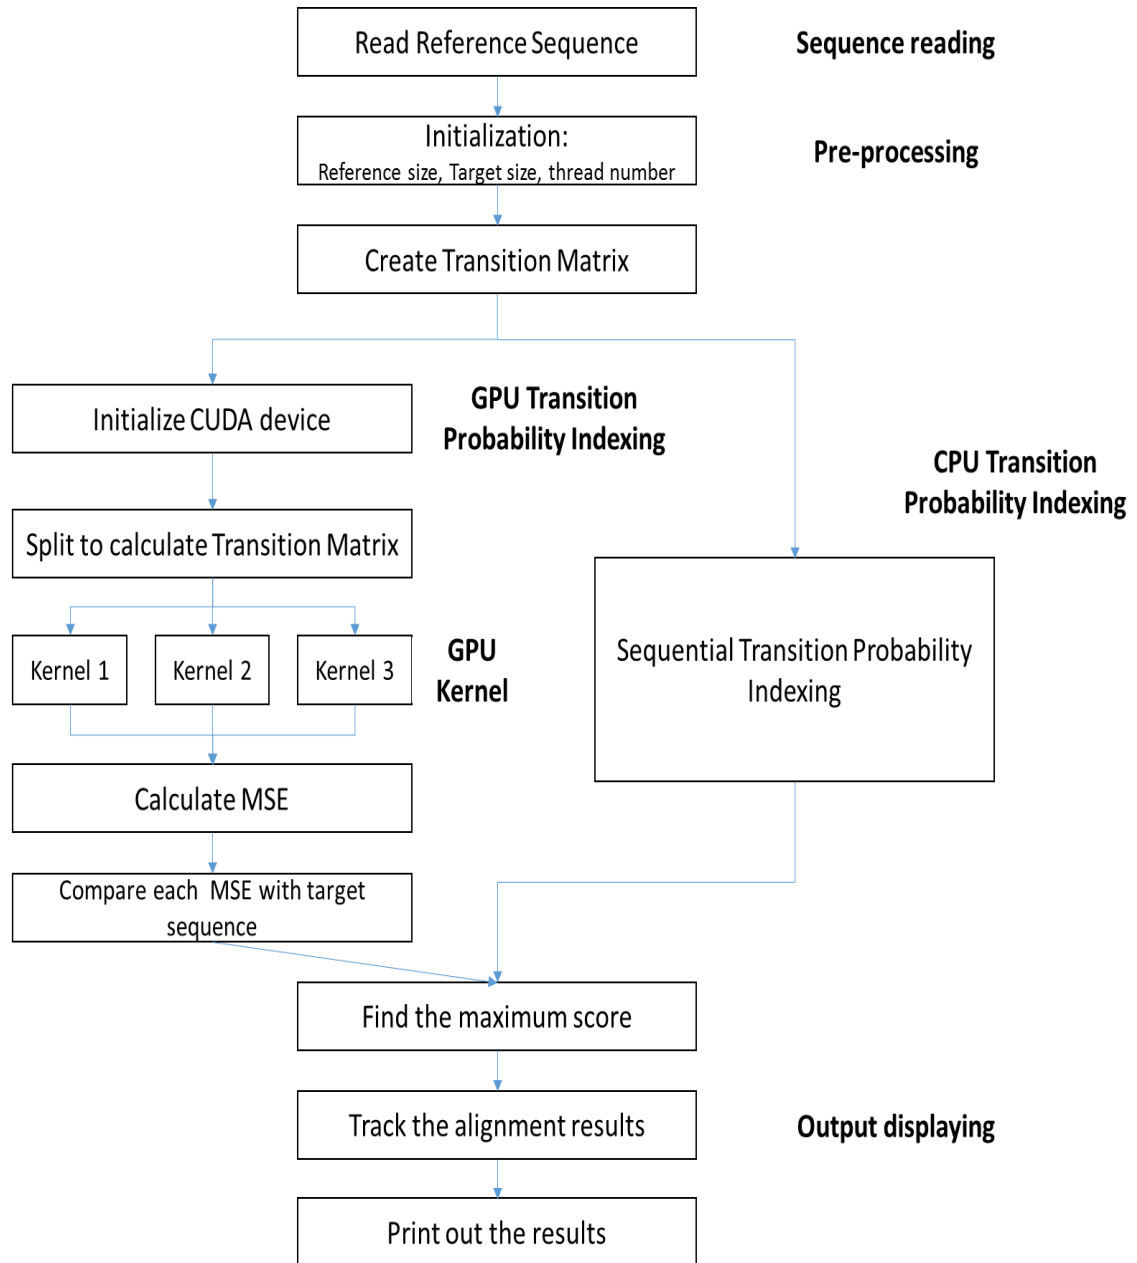 Read Reference Sequence
Sequence reading
Initialization:
Reference size, Target size, thread number
Pre-processing
Create Transition Matrix
Initialize CUDA device
GPU Transition
Probability Indexing
CPU Transition
Probability Indexing
Split to calculate Transition Matrix
Kernel 1
Kernel 2
Kernel 3
GPU
Kernel
Sequential Transition Probability
Indexing
Calculate MSE
Compare each MSE with target
sequence
Find the maximum score
Track the alignment results
Output displaying
Print out the results